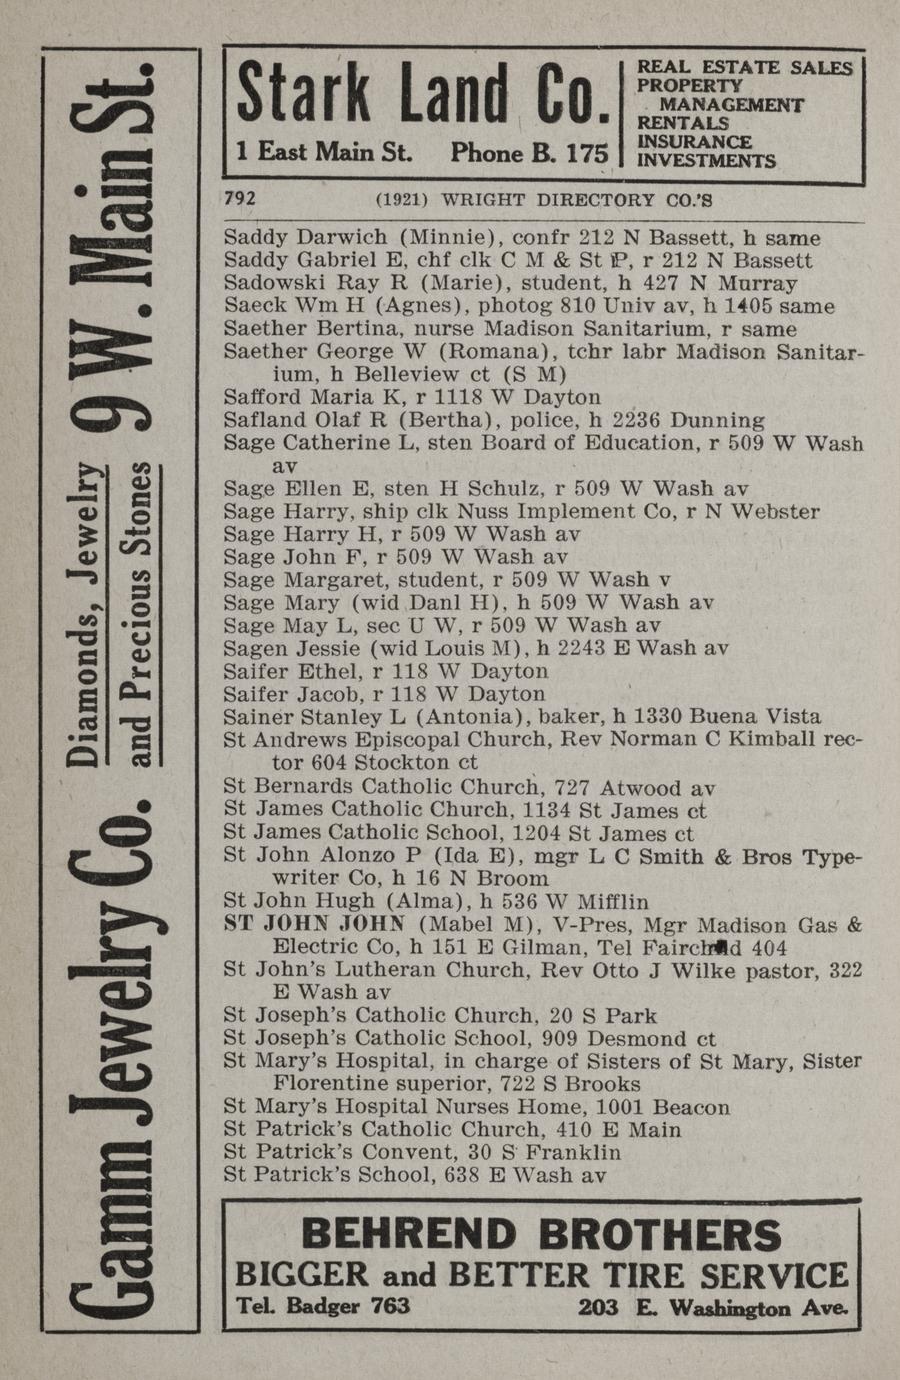 Gamm Jewelry Co. Diamonds, Jewelry and Precious Stones 9 W. Main St.
Stark Land Co.
1 East Main St. Phone B. 175
REAL ESTATE SALES
PROPERTY
MANAGEMENT
RENTALS
INSURANCE
INVESTMENTS
792 (1921) WRIGHT DIRECTORY CO.'S
Saddy Darwich (Minnie), confr 212 N Bassett, h same
Saddy Gabriel E, chf clk C M & St P, r 212 N Bassett
Sadowski Ray R (Marie), student, h 427 N Murray
Saeck Wm H (Agnes), photog 810 Univ av, h 1405 same
Saether Bertina, nurse Madison Sanitarium, r same
Saether George W (Romana), tchr labr Madison Sanitar-
ium, h Belleview ct (S M)
Safford Maria K, r 1118 W Dayton
Safland Olaf R (Bertha), police, h 2236 Dunning
Sage Catherine L, sten Board of Education, r 509 W Wash
av
Sage Ellen E, sten H Schulz, r 509 W Wash av
Sage Harry, ship clk Nuss Implement Co, r N Webster
Sage Harry H, r 509 W Wash av
Sage John F, r 509 W Wash av
Sage Margaret, student, r 509 W Wash v
Sage Mary (wid Danl H), h 509 W Wash av
Sage May L, sec U W, r 509 W Wash av
Sagen Jessie (wid Louis M), h 2243 E Wash av
Saifer Ethel, r 118 W Dayton
Saifer Jacob, r 118 W Dayton
Sainer Stanley L (Antonia), baker, h 1330 Buena Vista
St Andrews Episcopal Church, Rev Norman C Kimball rec-
tor 604 Stockton ct
St Bernards Catholic Church, 727 Atwood av
St James Catholic Church, 1134 St James ct
St James Catholic School, 1204 St James ct
St John Alonzo P (Ida E), mgr L C Smith & Bros Type-
writer Co, h 16 N Broom
St John Hugh (Alma), h 536 W Mifflin
ST JOHN JOHN (Mabel M), V-Pres, Mgr Madison Gas &
Electric Co, h 151 E Gilman, Tel 404
St John's Lutheran Church, Rev Otto J Wilke pastor, 322
E Wash av
St Joseph's Catholic Church, 20 S Park
St Joseph's Catholic School, 909 Desmond ct
St Mary's Hospital, in charge of Sisters of St Mary, Sister
Florentine superior, 722 S Brooks
St Mary's Hospital Nurses Home, 1001 Beacon
St Patrick's Catholic Church, 410 E Main
St Patrick's Convent, 30 S Franklin
St Patrick's School, 638 E Wash av
BEHREND BROTHERS
BIGGER and BETTER TIRE SERVICE
Tel. Badger 763 203 E. Washington Ave.